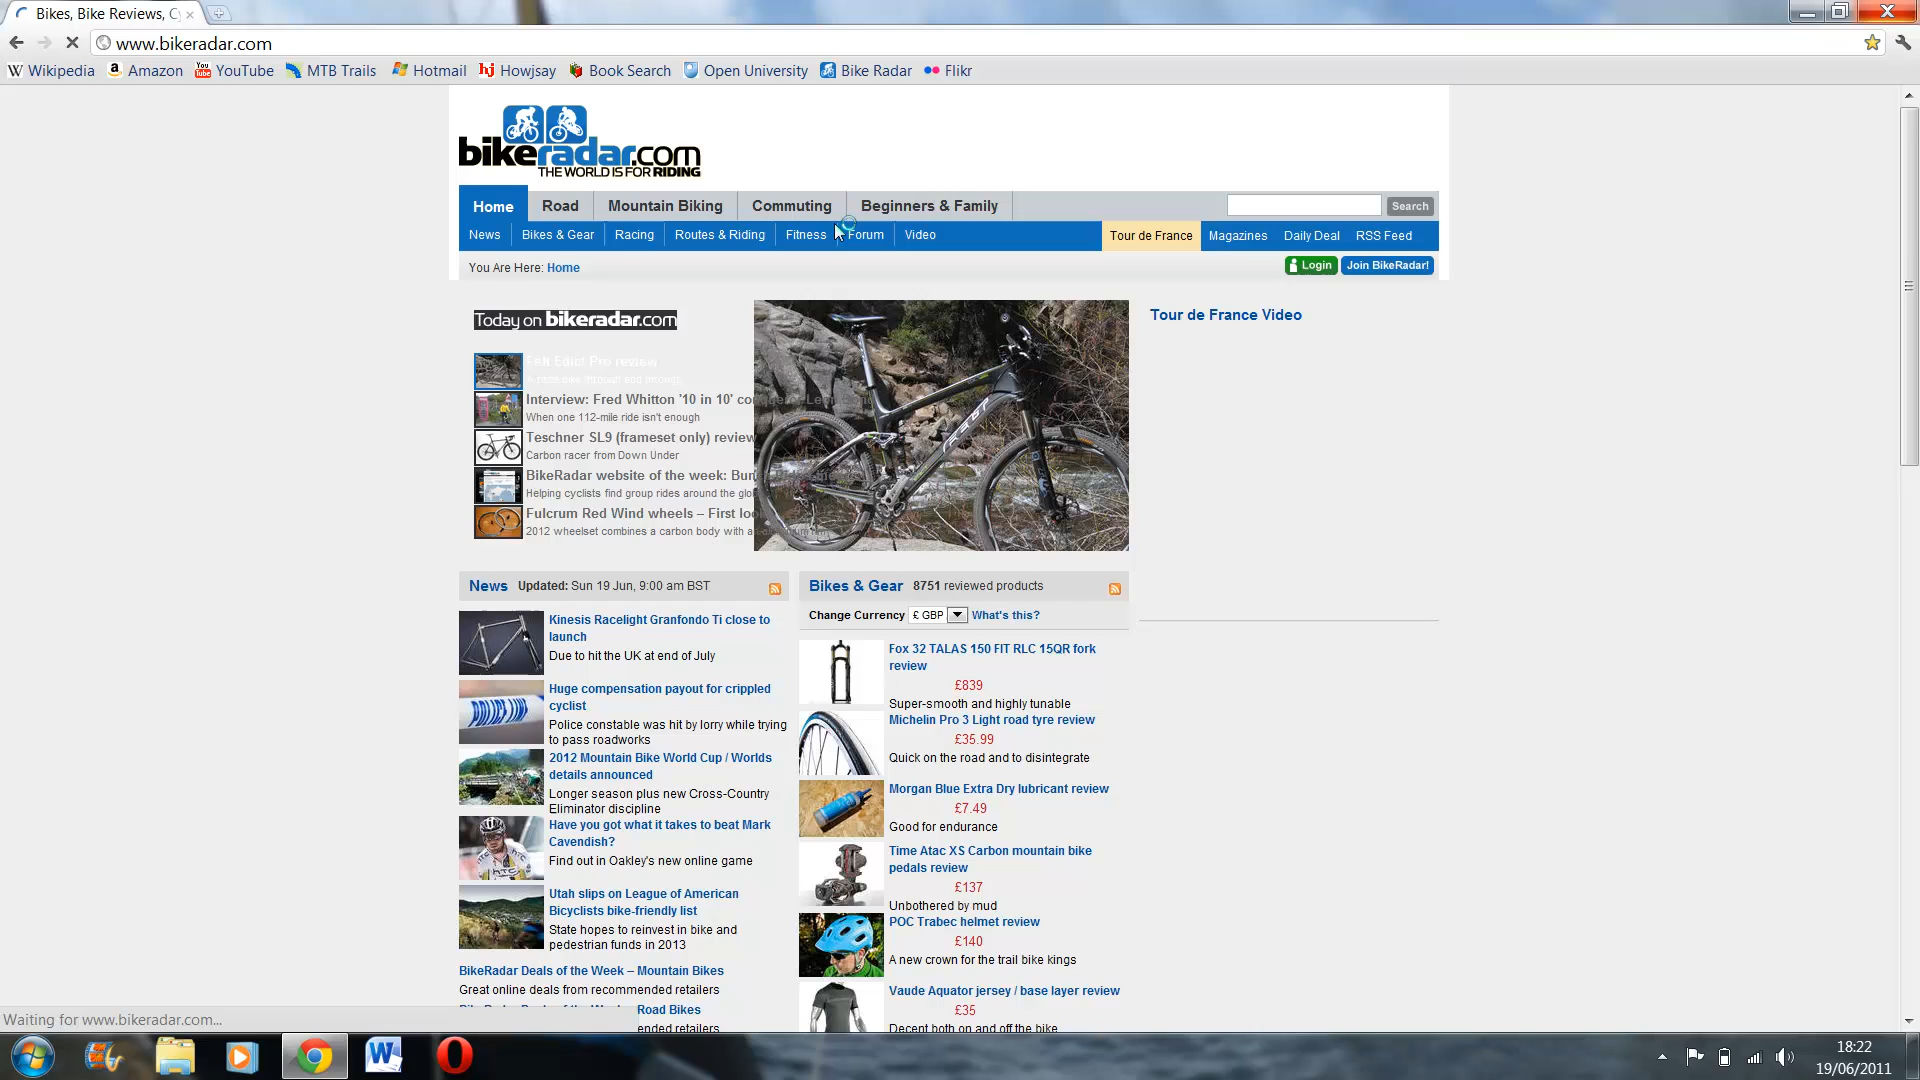 Bikes, Bike Reviews, Cy
www.bikeradar.com
Wikipedia Amazon YouTube MTB Trails Hotmail Howjsay Book Search Open University Bike Radar Flikr
bikeradar.com
THE WORLD IS FOR RIDING
Home Road Mountain Biking Commuting Beginners & Family Search
News Bikes & Gear Racing Routes & Riding Fitness Forum Video Tour de France Magazines Daily Deal RSS Feed
You Are Here: Home Login Join BikeRadar!
Today on bikeradar.com
Tour de France Video
Felt Edict Pro review
Interview: Fred Whitton '10 in 10'
When one 112-mile ride isn't enough
Teschner SL9 (frameset only) review
Carbon racer from Down Under
BikeRadar website of the week:
Helping cyclists find group rides around the
Fulcrum Red Wind wheels – First
2012 wheelset combines a carbon body with
News Updated: Sun 19 Jun, 9:00 am BST
Kinesis Racelight Granfondo Ti close to
launch
Due to hit the UK at end of July
Huge compensation payout for crippled
cyclist
Police constable was hit by lorry while trying
to pass roadworks
2012 Mountain Bike World Cup / Worlds
details announced
Longer season plus new Cross-Country
Eliminator discipline
Have you got what it takes to beat Mark
Cavendish?
Find out in Oakley's new online game
Utah slips on League of American
Bicyclists bike-friendly list
State hopes to reinvest in bike and
pedestrian funds in 2013
BikeRadar Deals of the Week – Mountain Bikes
Great online deals from recommended retailers
Road Bikes
ended retailers
Bikes & Gear 8751 reviewed products
Change Currency £ GBP What's this?
Fox 32 TALAS 150 FIT RLC 15QR fork
review
£839
Super-smooth and highly tunable
Michelin Pro 3 Light road tyre review
£35.99
Quick on the road and to disintegrate
Morgan Blue Extra Dry lubricant review
£7.49
Good for endurance
Time Atac XS Carbon mountain bike
pedals review
£137
Unbothered by mud
POC Trabec helmet review
£140
A new crown for the trail bike kings
Vaude Aquator jersey / base layer review
£35
Decent both on and off the bike
Waiting for www.bikeradar.com...
18:22
19/06/2011